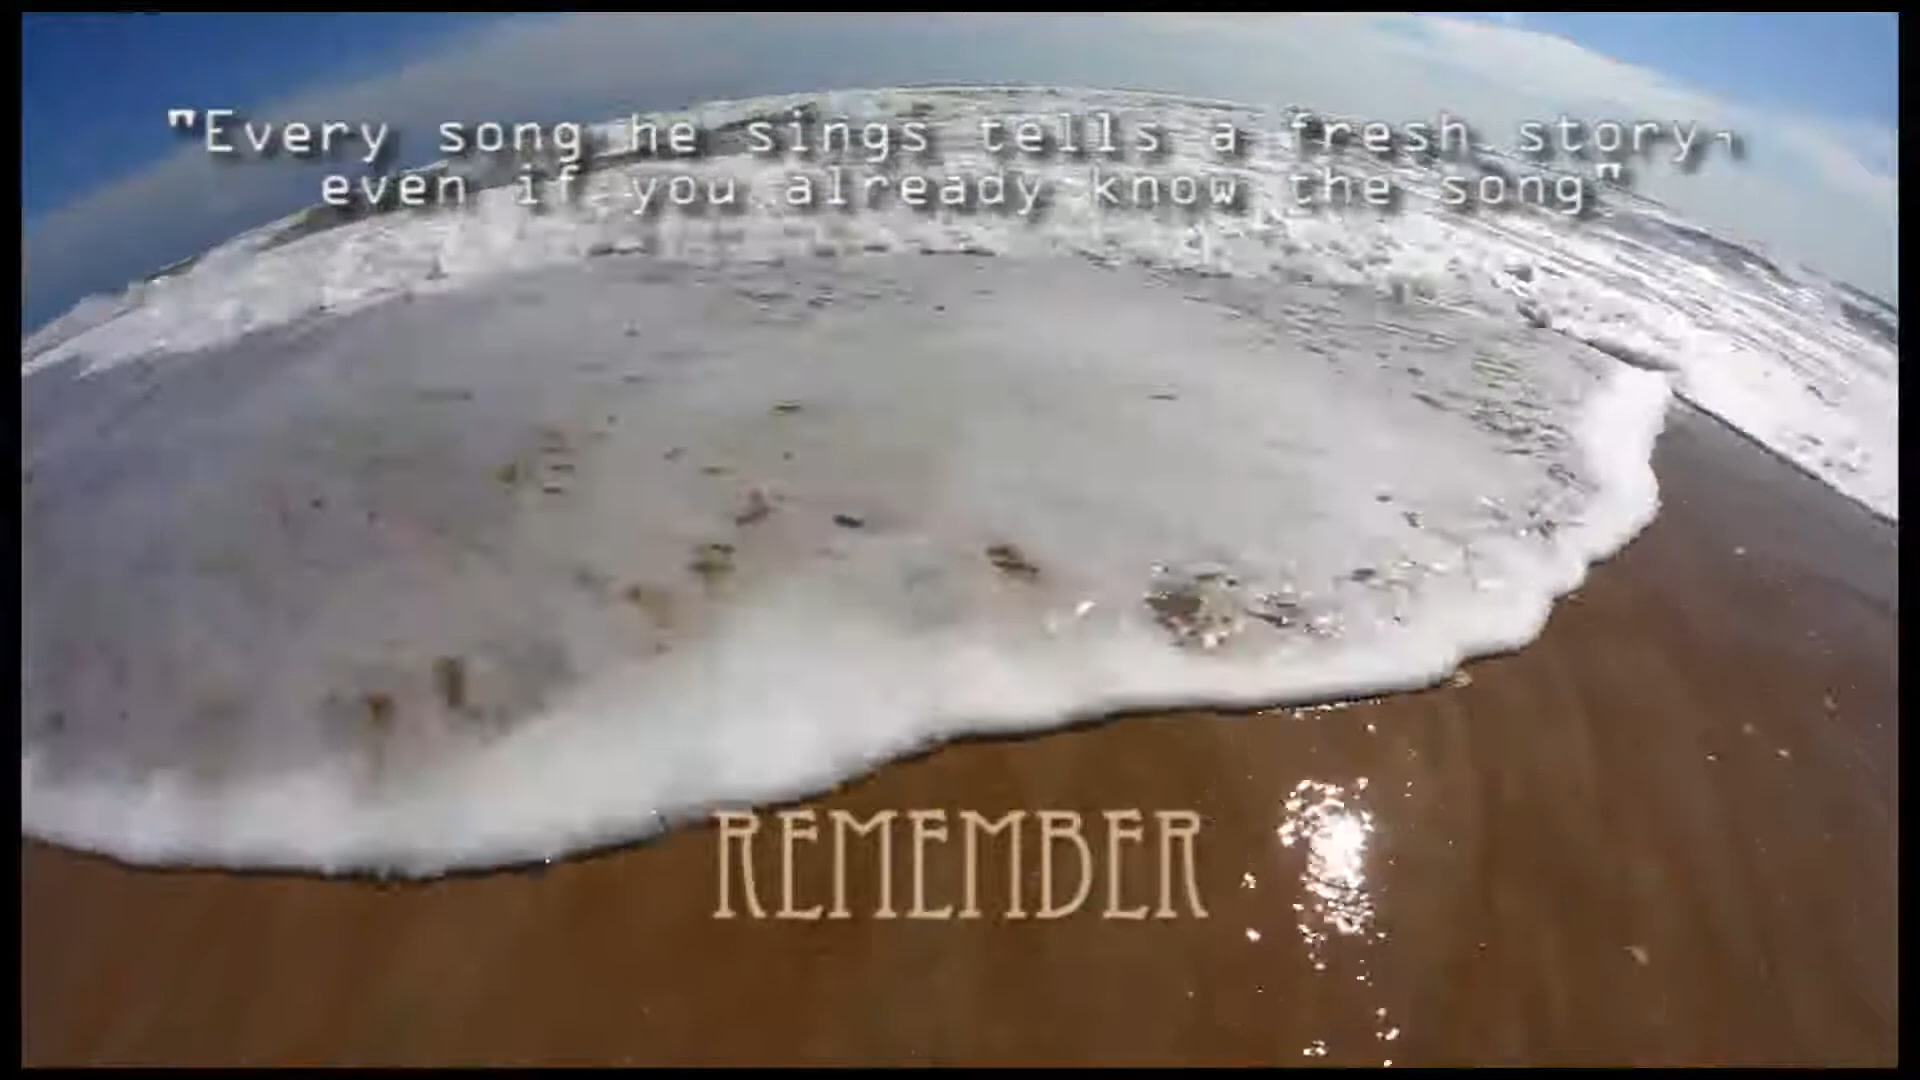 "Every song he sings tells a fresh story,
even if you already know the song"
REMEMBER